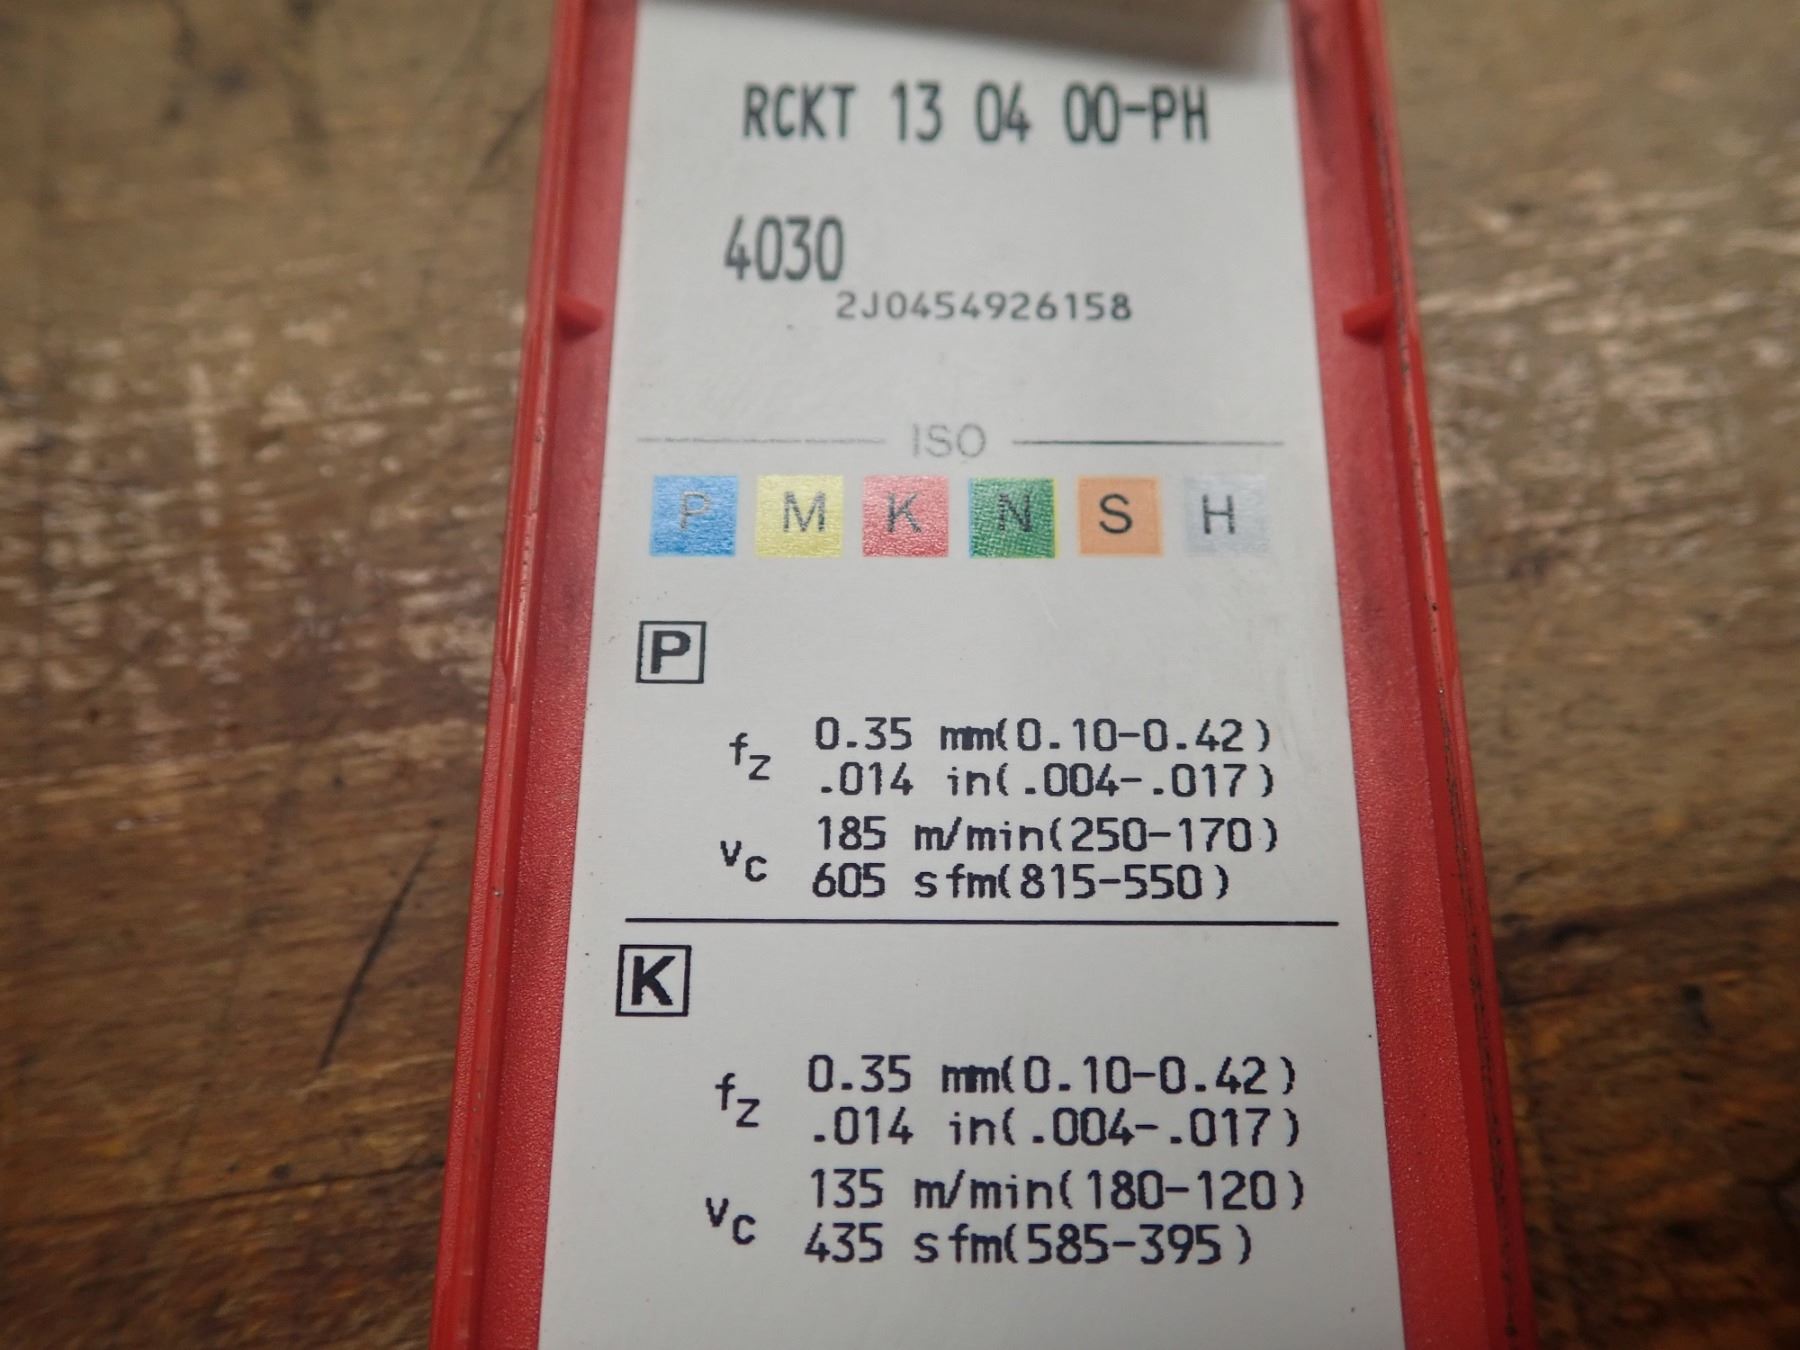 RCKT 13 04 00-PH
4030
2J0454926158
ISO
P M K N S H
P
fz 0.35 mm(0.10-0.42)
.014 in(.004-.017)
vc 185 m/min(250-170)
605 sfm(815-550)
K
fz 0.35 mm(0.10-0.42)
.014 in(.004-.017)
vc 135 m/min(180-120)
435 sfm(585-395)